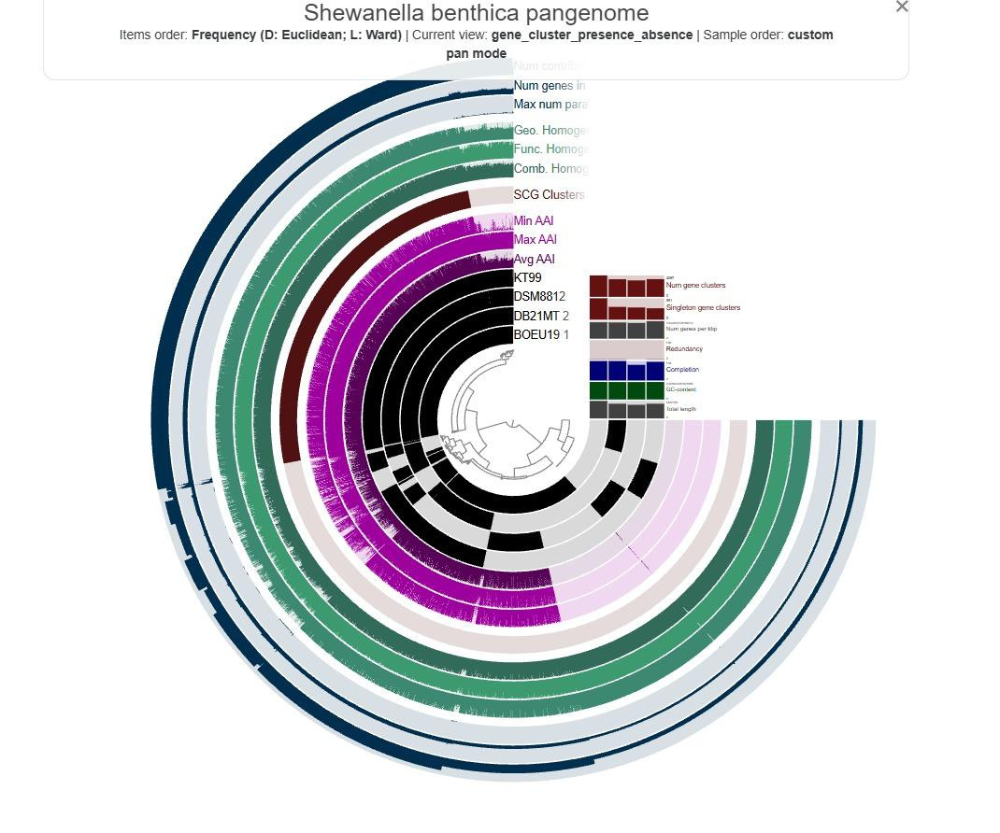 Shewanella benthica pangenome
Items order: Frequency (D: Euclidean; L: Ward) | Current view: gene_cluster_presence_absence | Sample order: custom
pan mode
Num contribu
Num genes in
Max num para
Geo. Homoge
Func. Homoge
Comb. Homog
SCG Clusters
Min AAI
Max AAI
Avg AAI
KT99
DSM8812
DB21MT 2
BOEU19 1
Num gene clusters
Singleton gene clusters
Num genes per kbp
Redundancy
Completion
GC-content
Total length